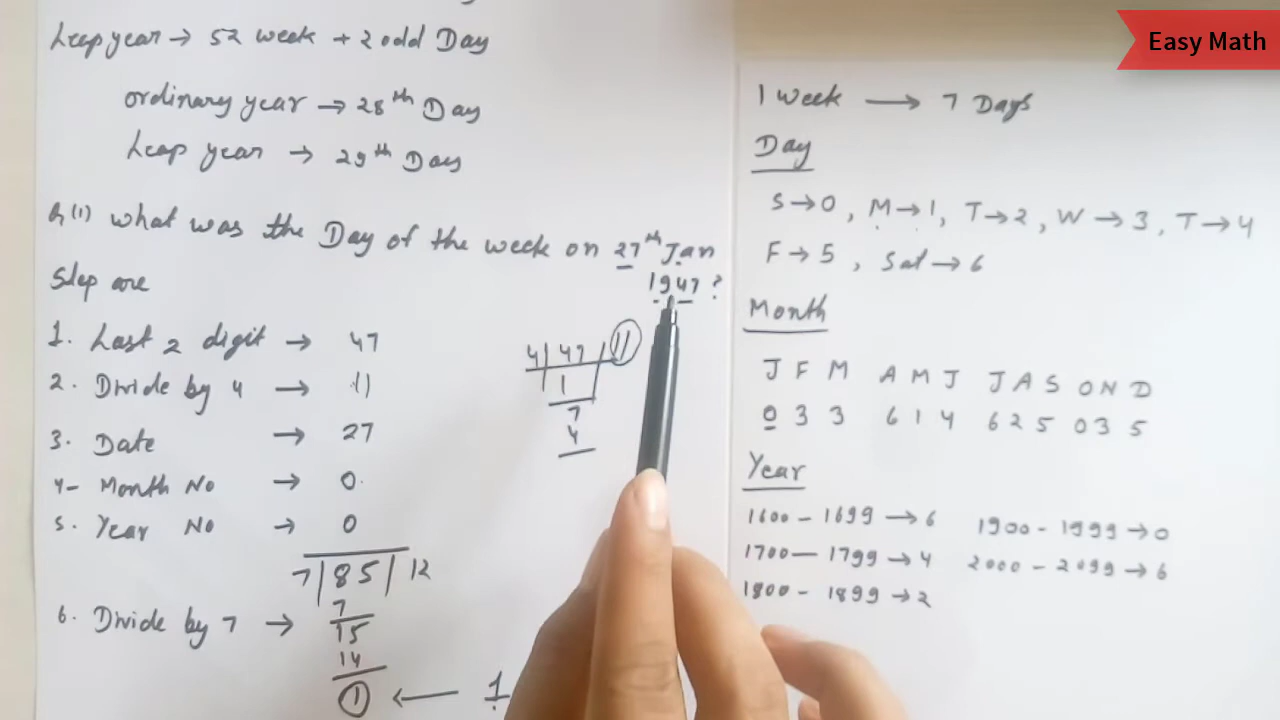 Easy Math
Leap year → 52 week + 2 odd Day
ordinary year → 28th Day
Leap year → 29th Day
Q(1) what was the Day of the week on 27th Jan
1947 ?
Step are
1. Last 2 digit → 47
2. Divide by 4 → 11
3. Date → 27
4- Month No → 0
5. Year No → 0
7 | 85 | 12
7
6. Divide by 7 → 15
14
1 ← 1
4 | 47 | 11
1
7
4
1 week → 7 Days
Day
S→0, M→1, T→2, W→3, T→4
F→5, Sat→6
Month
J F M A M J J A S O N D
0 3 3 6 1 4 6 2 5 0 3 5
Year
1600 - 1699 → 6 1900 - 1999 → 0
1700 - 1799 → 4 2000 - 2099 → 6
1800 - 1899 → 2